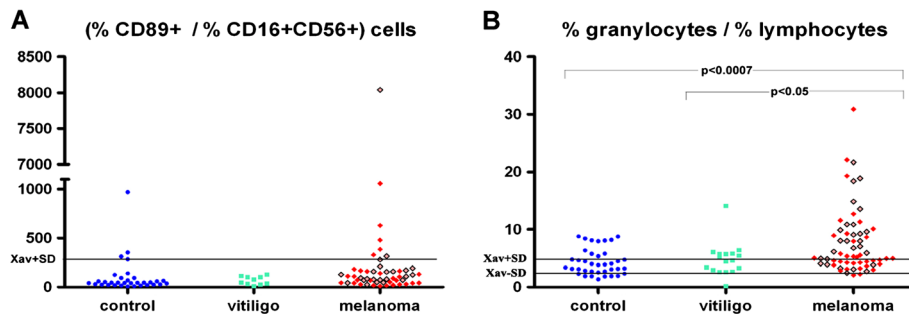 A
(% CD89+ / % CD16+CD56+) cells
8500
8000
7500
7000
1000
500
0
Xav+SD
control
vitiligo
melanoma
B
% granylocytes / % lymphocytes
40
30
20
10
0
p<0.0007
p<0.05
Xav+SD
Xav-SD
control
vitiligo
melanoma